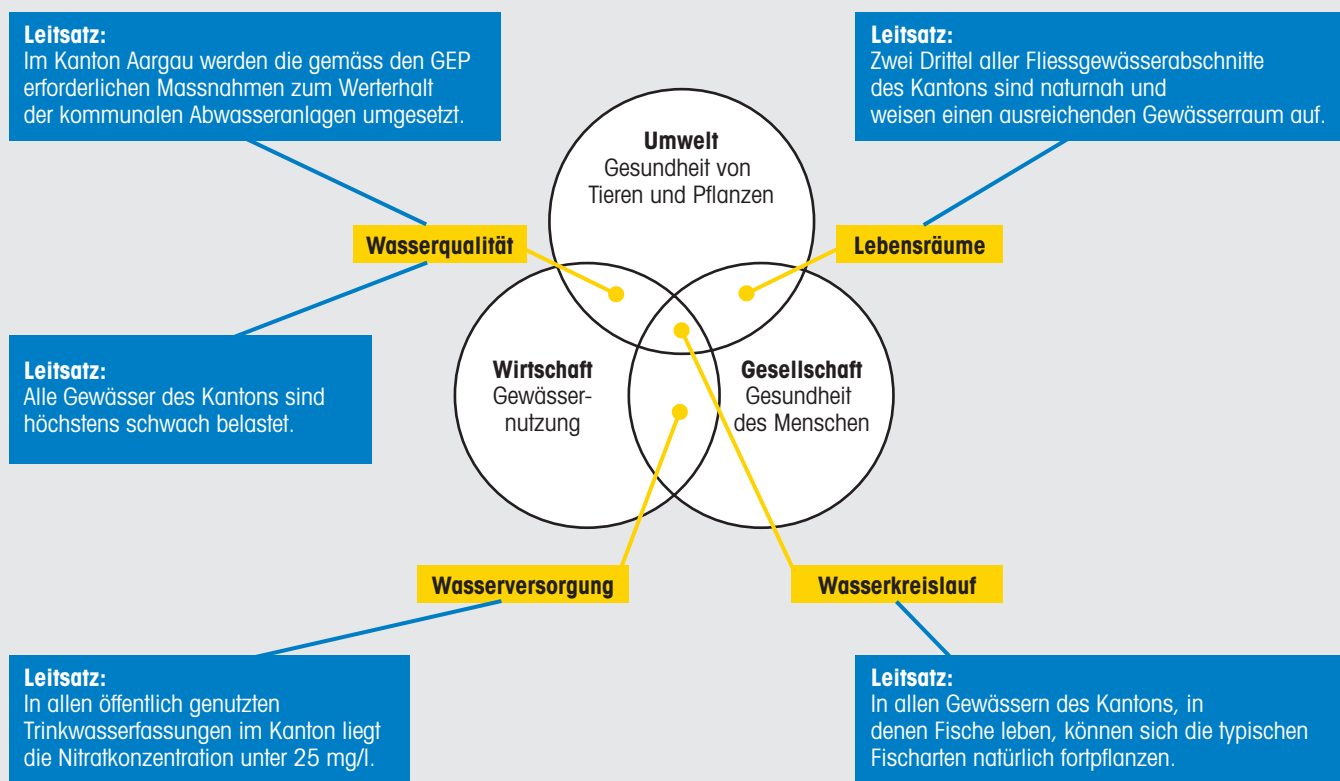 Leitsatz:
Im Kanton Aargau werden die gemäss den GEP
erforderlichen Massnahmen zum Werterhalt
der kommunalen Abwasseranlagen umgesetzt.
Leitsatz:
Zwei Drittel aller Fliessgewässerabschnitte
des Kantons sind naturnah und
weisen einen ausreichenden Gewässerraum auf.
Umwelt
Gesundheit von
Tieren und Pflanzen
Wasserqualität
Lebensräume
Leitsatz:
Alle Gewässer des Kantons sind
höchstens schwach belastet.
Wirtschaft
Gewässer-
nutzung
Gesellschaft
Gesundheit
des Menschen
Wasserversorgung
Wasserkreislauf
Leitsatz:
In allen öffentlich genutzten
Trinkwasserfassungen im Kanton liegt
die Nitratkonzentration unter 25 mg/l.
Leitsatz:
In allen Gewässern des Kantons, in
denen Fische leben, können sich die typischen
Fischarten natürlich fortpflanzen.